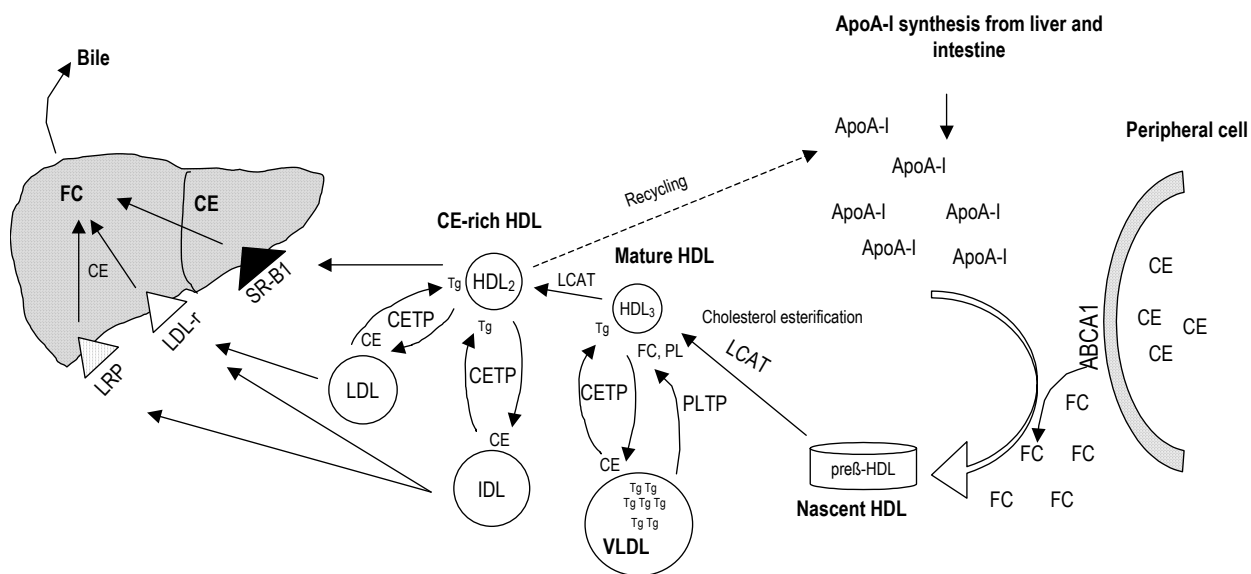 ApoA-I synthesis from liver and
intestine
Bile
ApoA-I
Peripheral cell
ApoA-I
FC
CE
Recycling
ApoA-I
ApoA-I
CE-rich HDL
ApoA-I
ApoA-I
Mature HDL
CE
SR-B1
Tg
HDL2
LCAT
HDL3
CE
LDL-r
CETP
CE
Tg
Tg
Cholesterol esterification
ABCA1
CE
CE
CE
LRP
LDL
CETP
FC, PL
LCAT
CETP
PLTP
FC
CE
CE
preß-HDL
FC
FC
IDL
Tg Tg
Tg Tg Tg
Tg Tg
VLDL
Nascent HDL
FC
FC